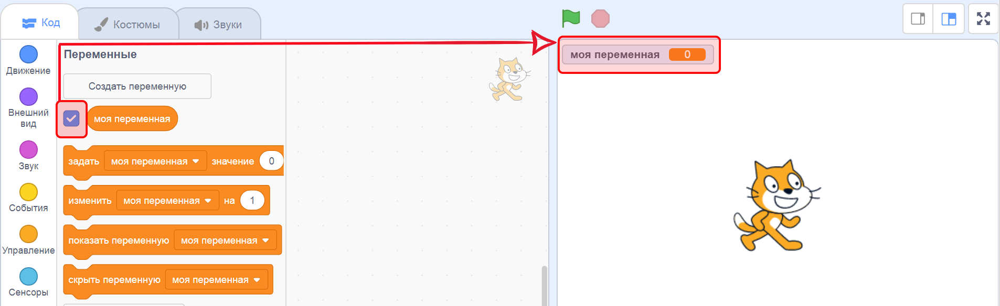 Код
Костюмы
Звуки
Движение
Внешний
вид
Звук
События
Управление
Сенсоры
Переменные
Создать переменную
моя переменная
задать моя переменная значение 0
изменить моя переменная на 1
показать переменную моя переменная
скрыть переменную моя переменная
моя переменная 0